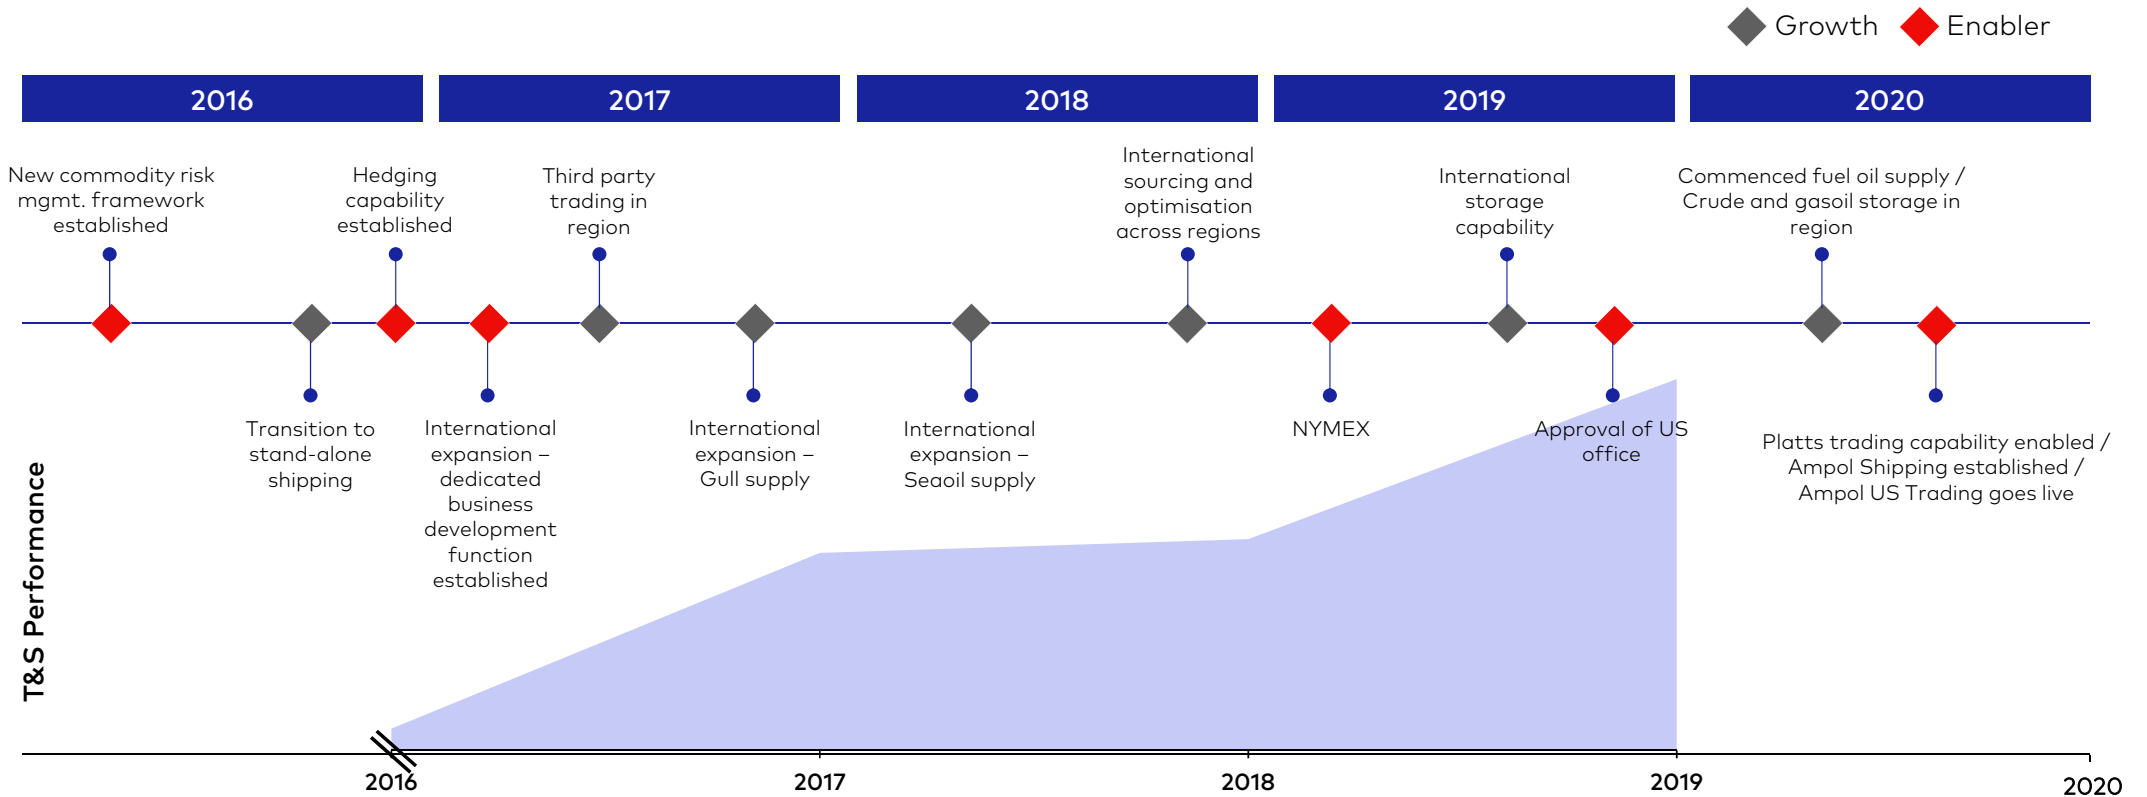 Growth
Enabler
2016
2017
2018
2019
2020
New commodity risk
mgmt. framework
established
Hedging
capability
established
Third party
trading in
region
International
sourcing and
optimisation
across regions
International
storage
capability
Commenced fuel oil supply /
Crude and gasoil storage in
region
Transition to
stand-alone
shipping
International
expansion –
dedicated
business
development
function
established
International
expansion –
Gull supply
International
expansion –
Seaoil supply
NYMEX
Approval of US
office
Platts trading capability enabled /
Ampol Shipping established /
Ampol US Trading goes live
T&S Performance
2016
2017
2018
2019
2020